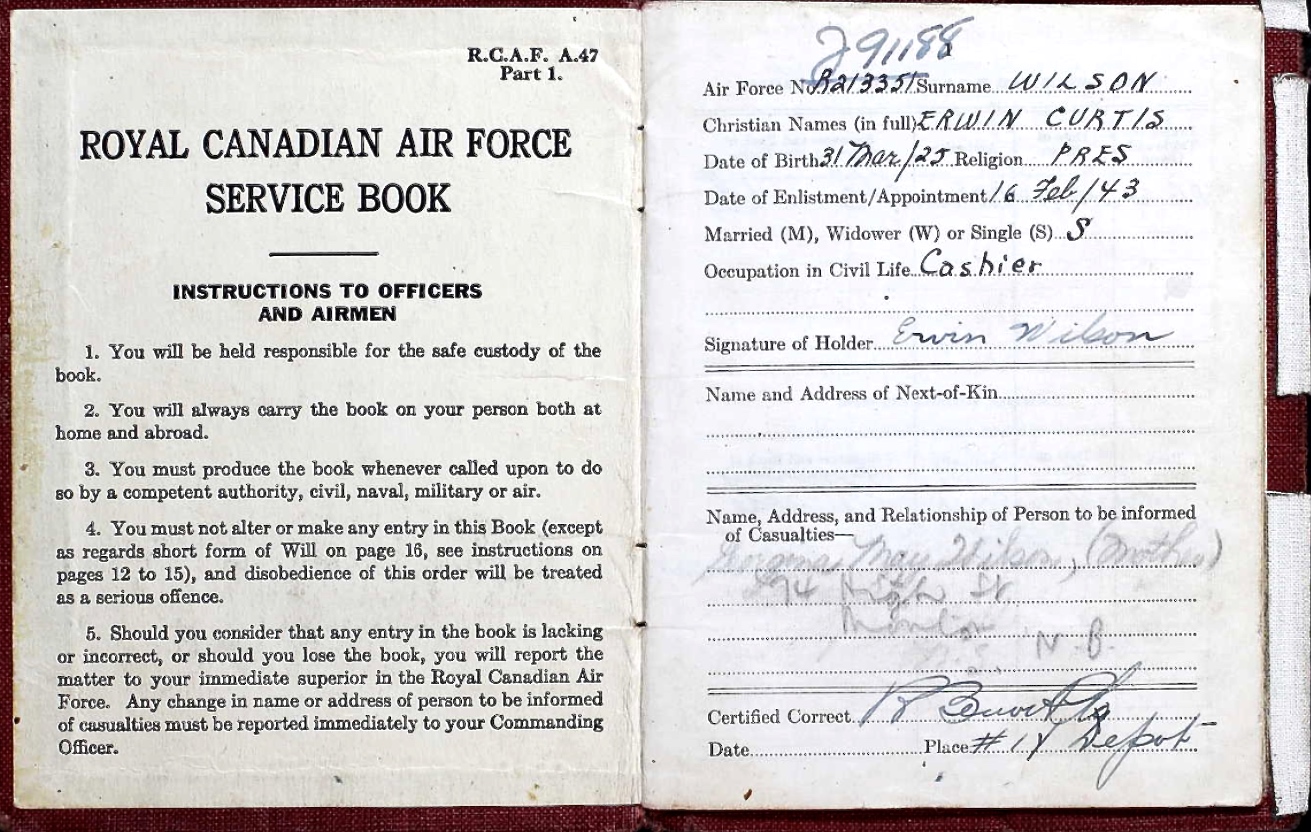 R.C.A.F. A.47
Part 1.
ROYAL CANADIAN AIR FORCE
SERVICE BOOK
INSTRUCTIONS TO OFFICERS
AND AIRMEN
1. You will be held responsible for the safe custody of the
book.
2. You will always carry the book on your person both at
home and abroad.
3. You must produce the book whenever called upon to do
so by a competent authority, civil, naval, military or air.
4. You must not alter or make any entry in this Book (except
as regards short form of Will on page 16, see instructions on
pages 12 to 15), and disobedience of this order will be treated
as a serious offence.
5. Should you consider that any entry in the book is lacking
or incorrect, or should you lose the book, you will report the
matter to your immediate superior in the Royal Canadian Air
Force. Any change in name or address of person to be informed
of casualties must be reported immediately to your Commanding
Officer.
J91188
Air Force No. R213351 Surname WILSON
Christian Names (in full) ERWIN CURTIS
Date of Birth 31 Mar/25 Religion PRES
Date of Enlistment/Appointment 16 Feb/43
Married (M), Widower (W) or Single (S) S
Occupation in Civil Life Cashier
Signature of Holder Erwin Wilson
Name and Address of Next-of-Kin
Name, Address, and Relationship of Person to be informed
of Casualties—
May Wilson, (Mother)
High St
Moncton
N.B.
Certified Correct
Date Place # Depot